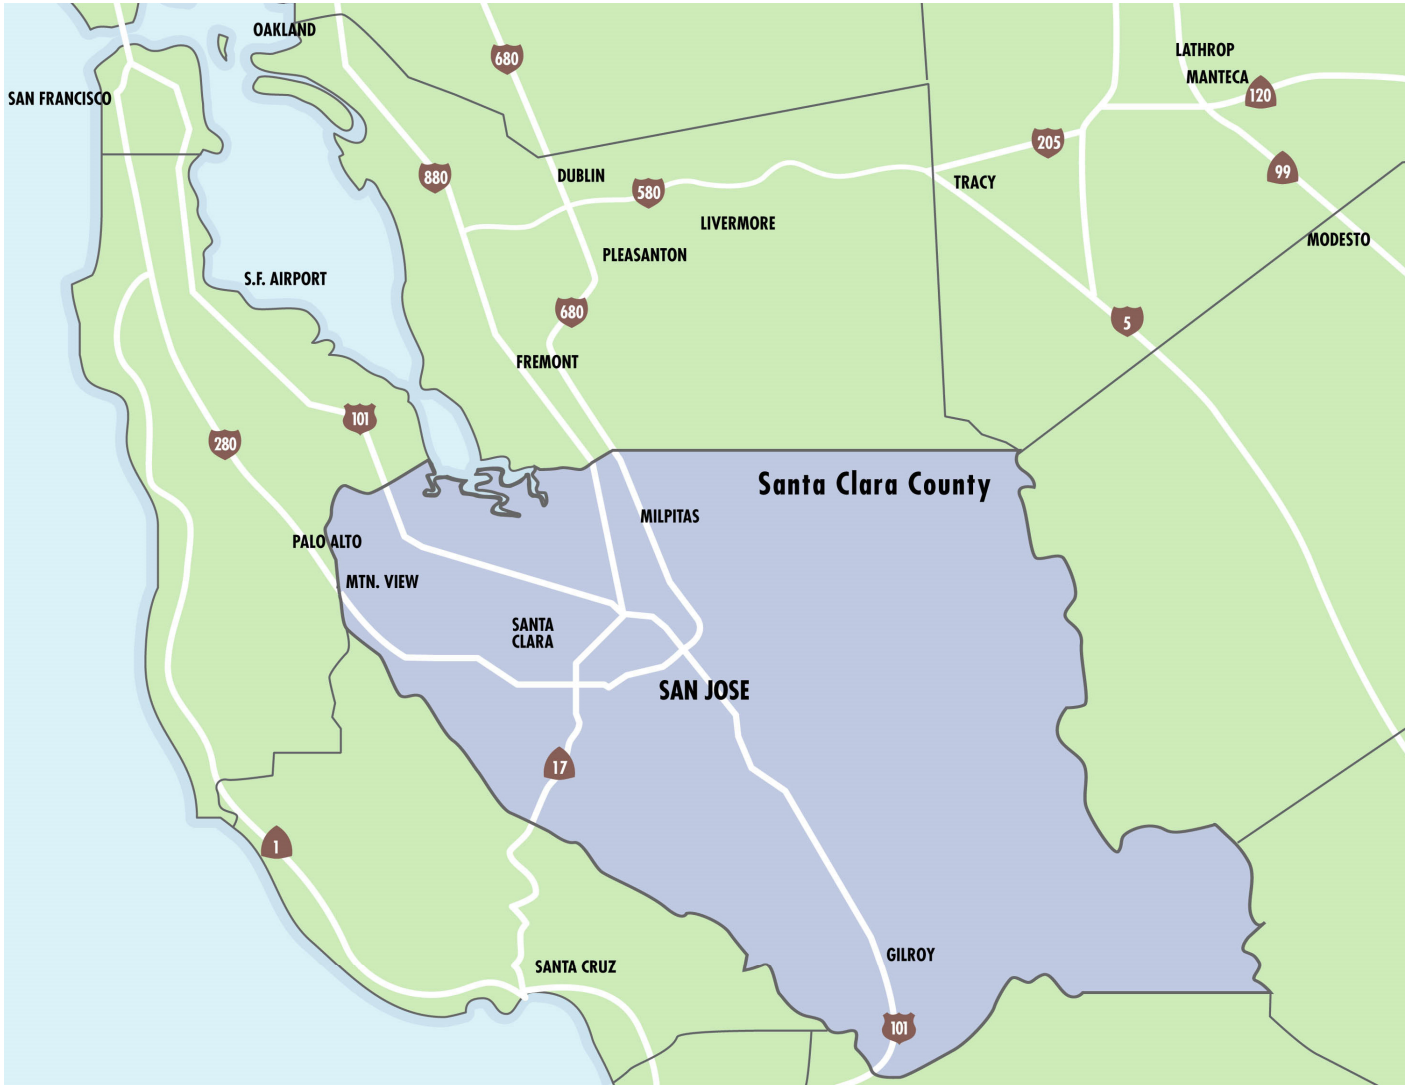 OAKLAND
680
LATHROP
MANTECA
120
SAN FRANCISCO
205
880
DUBLIN
580
99
TRACY
LIVERMORE
MODESTO
PLEASANTON
S.F. AIRPORT
680
5
FREMONT
101
280
Santa Clara County
MILPITAS
PALO ALTO
MTN. VIEW
SANTA
CLARA
SAN JOSE
17
1
GILROY
SANTA CRUZ
101